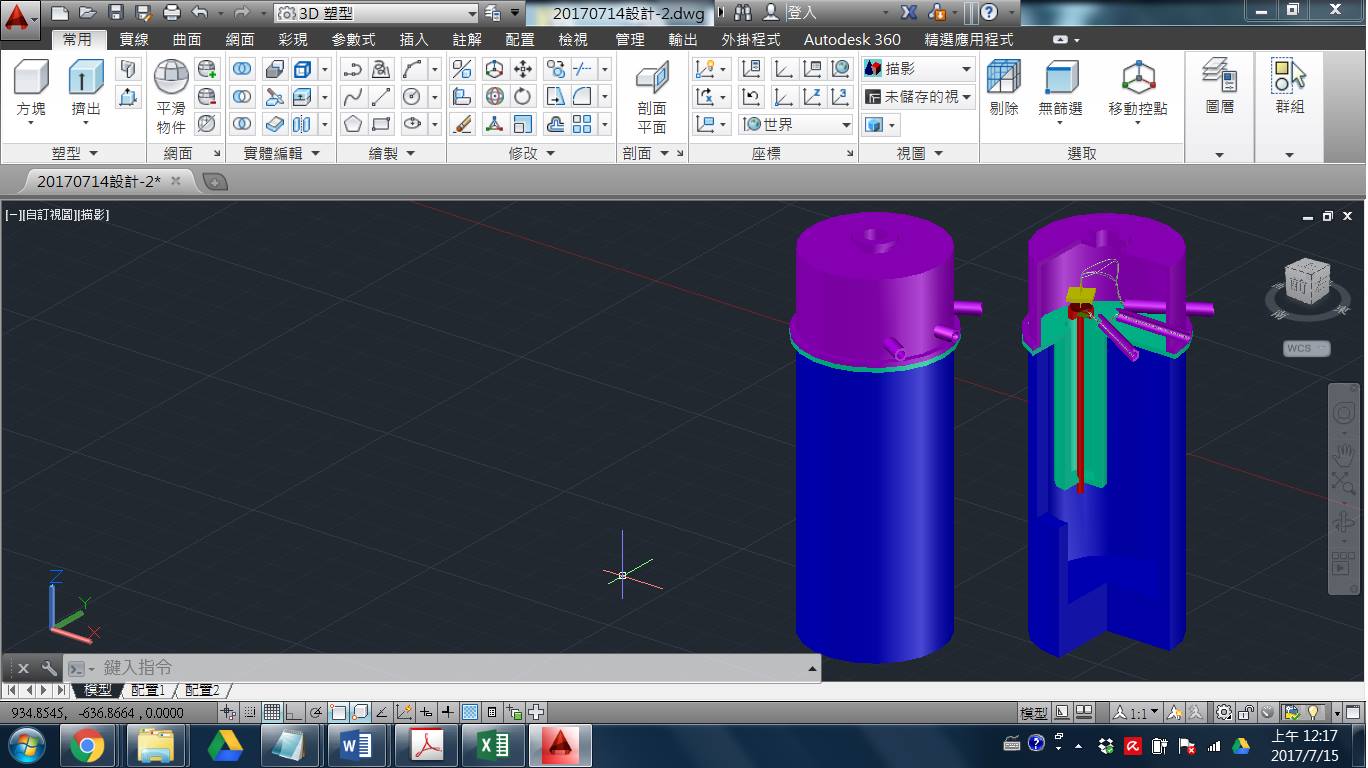 3D 塑型
20170714設計-2.dwg
登入
常用 實線 曲面 網面 彩現 參數式 插入 註解 配置 檢視 管理 輸出 外掛程式 Autodesk 360 精選應用程式
方塊 擠出 平滑 物件
剖面 平面
世界
描影
未儲存的視
剔除 無篩選 移動控點
圖層 群組
塑型 網面 實體編輯 繪製 修改 剖面 座標 視圖 選取
20170714設計-2*
[−][自訂視圖][描影]
前
WCS
Z
Y
X
鍵入指令
模型 配置1 配置2
934.8545, -636.8664 , 0.0000
模型
1:1
上午 12:17
2017/7/15